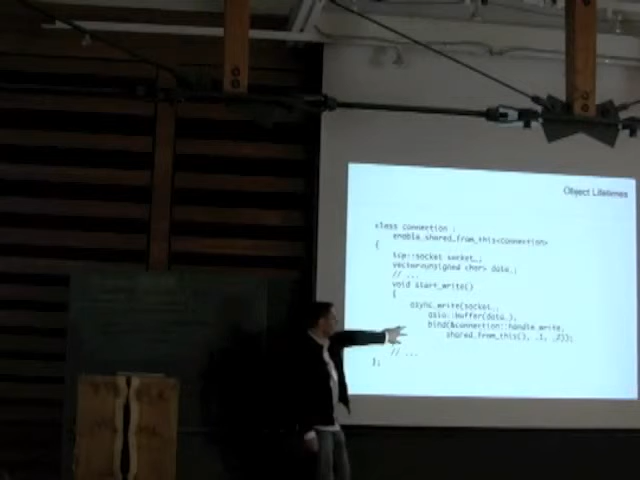 Object Lifetimes
class connection :
enable_shared_from_this<connection>
{
tcp::socket socket_;
vector<unsigned char> data_;
// ...
void start_write()
{
async_write(socket_,
asio::buffer(data_),
bind(&connection::handle_write,
shared_from_this(), _1, _2));
// ...
};